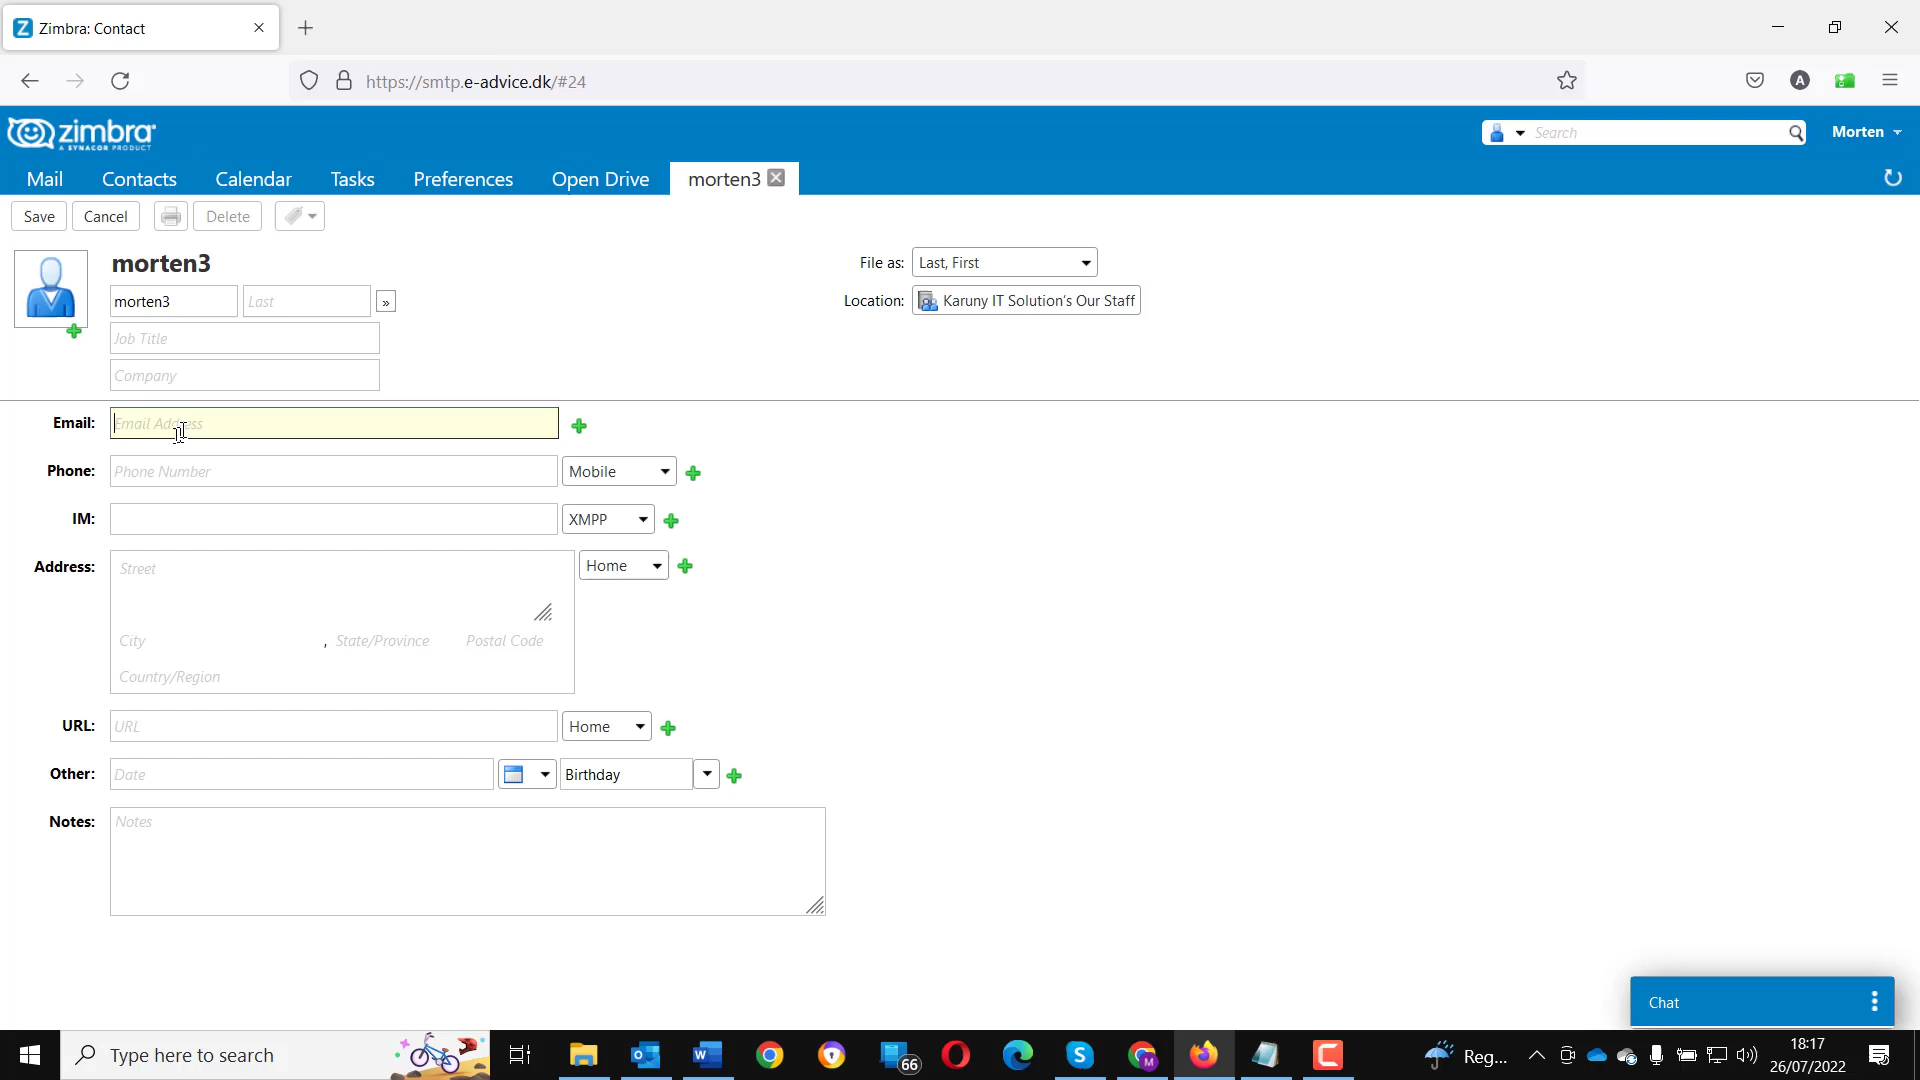 Zimbra: Contact
https://smtp.e-advice.dk/#24
zimbra
A SYNACOR PRODUCT
Search
Morten
Mail Contacts Calendar Tasks Preferences Open Drive morten3
Save Cancel Delete
morten3
File as: Last, First
morten3 Last »
Location: Karuny IT Solution's Our Staff
Job Title
Company
Email: Email Address
Phone: Phone Number Mobile
IM: XMPP
Address: Street Home
City , State/Province Postal Code
Country/Region
URL: URL Home
Other: Date Birthday
Notes: Notes
Chat
Type here to search
66
Reg...
18:17
26/07/2022